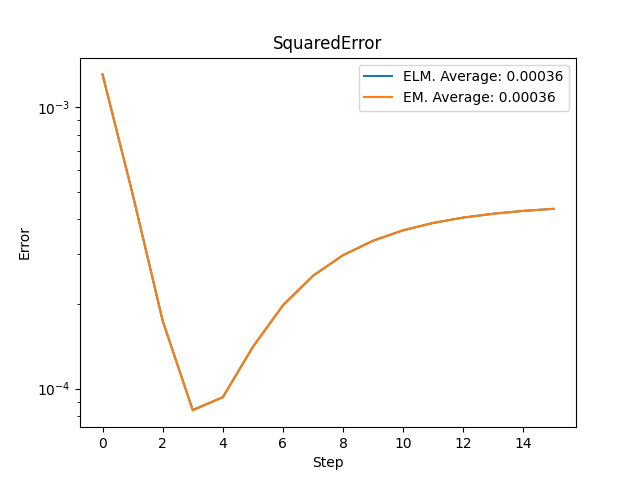 SquaredError
ELM. Average: 0.00036
EM. Average: 0.00036
Error
10⁻³
10⁻⁴
0 2 4 6 8 10 12 14
Step